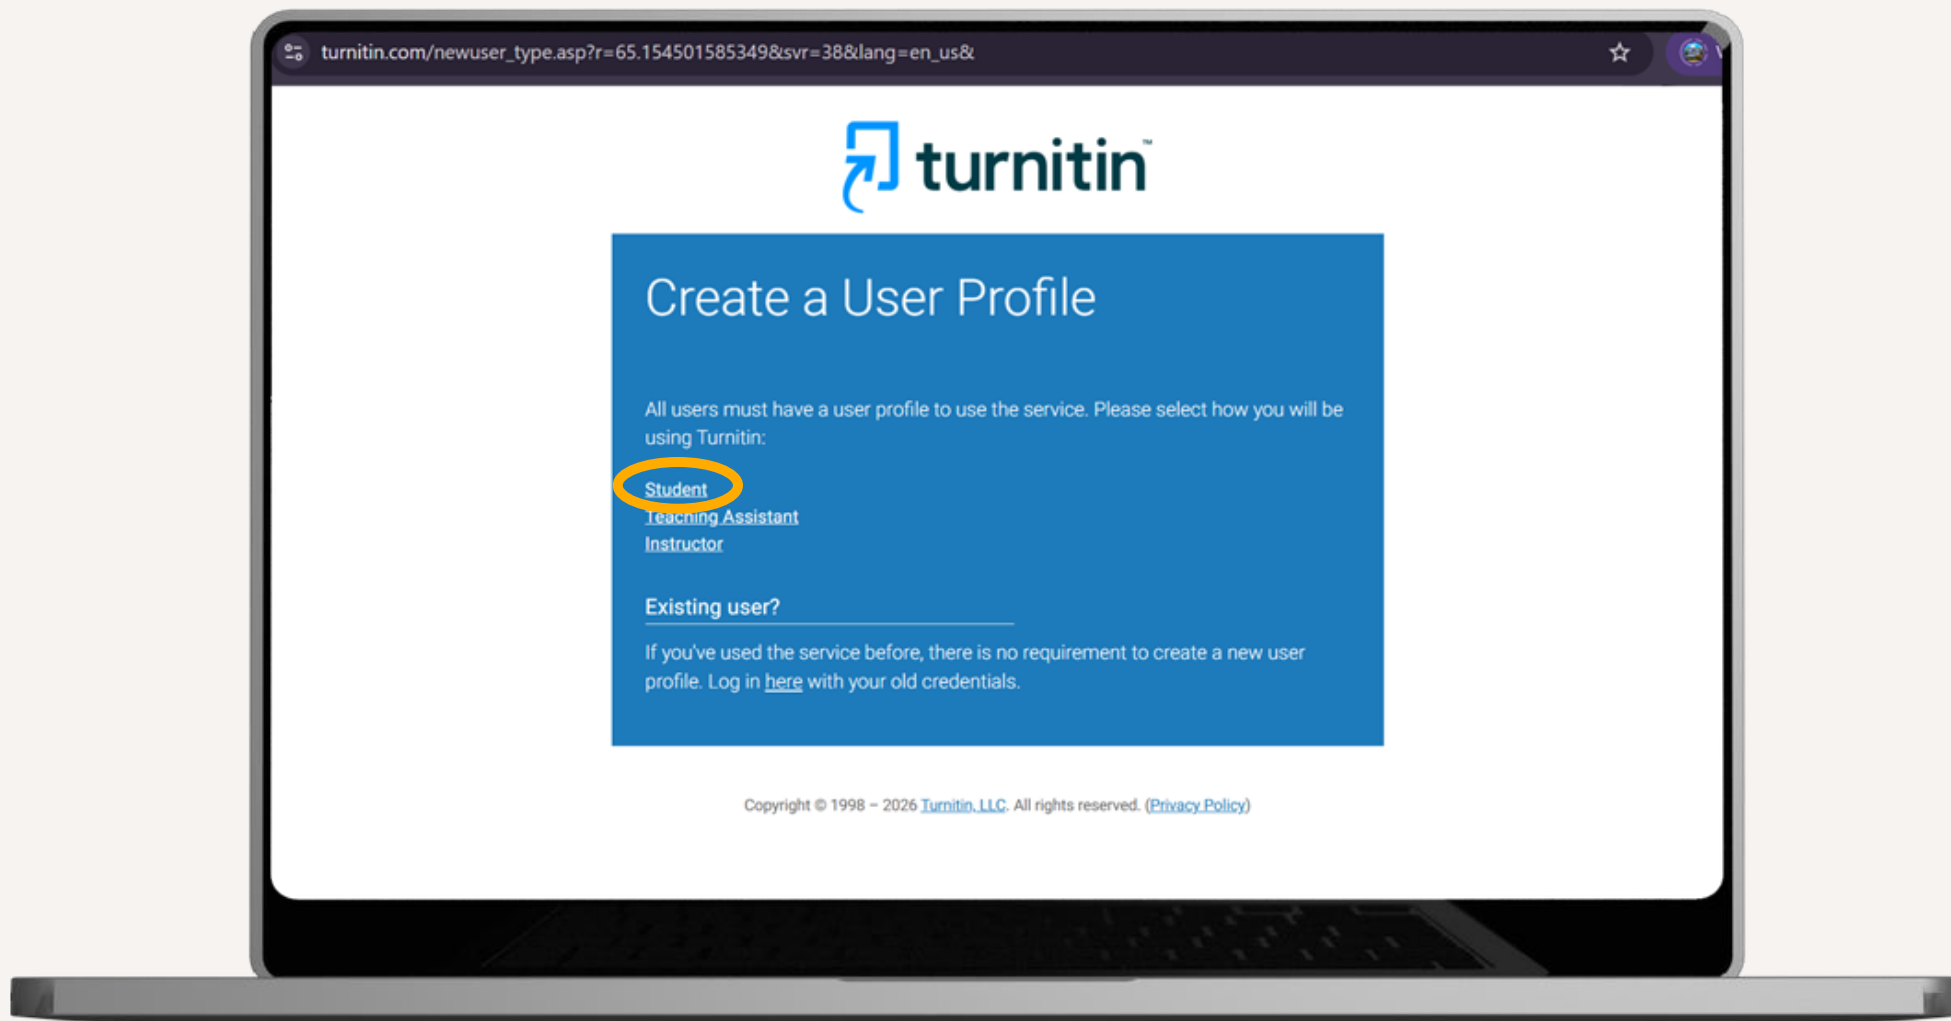 turnitin.com/newuser_type.asp?r=65.154501585349&svr=38&lang=en_us&
turnitin™
Create a User Profile
All users must have a user profile to use the service. Please select how you will be
using Turnitin:
Student
Teaching Assistant
Instructor
Existing user?
If you've used the service before, there is no requirement to create a new user
profile. Log in here with your old credentials.
Copyright © 1998 – 2026 Turnitin, LLC. All rights reserved. (Privacy Policy)